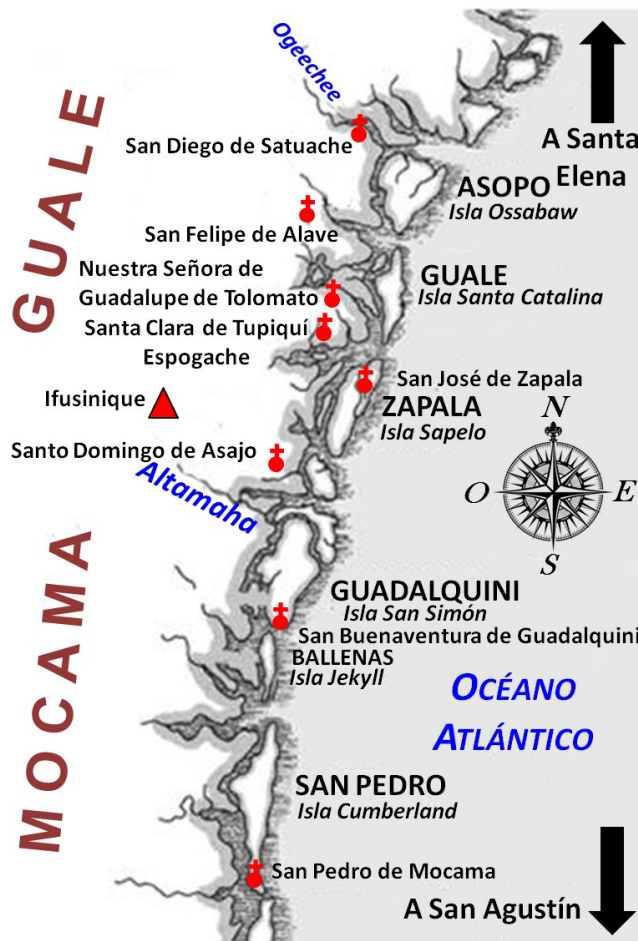 Ogeechee
GUALE
San Diego de Satuache
A Santa
Elena
ASOPO
Isla Ossabaw
San Felipe de Alave
Nuestra Señora de
Guadalupe de Tolomato
GUALE
Isla Santa Catalina
Santa Clara de Tupiquí
Espogache
San José de Zapala
Ifusinique
ZAPALA
Isla Sapelo
N
O
E
S
Santo Domingo de Asajo
Altamaha
MOCAMA
GUADALQUINI
Isla San Simón
San Buenaventura de Guadalquini
BALLENAS
Isla Jekyll
OCÉANO
ATLÁNTICO
SAN PEDRO
Isla Cumberland
San Pedro de Mocama
A San Agustín